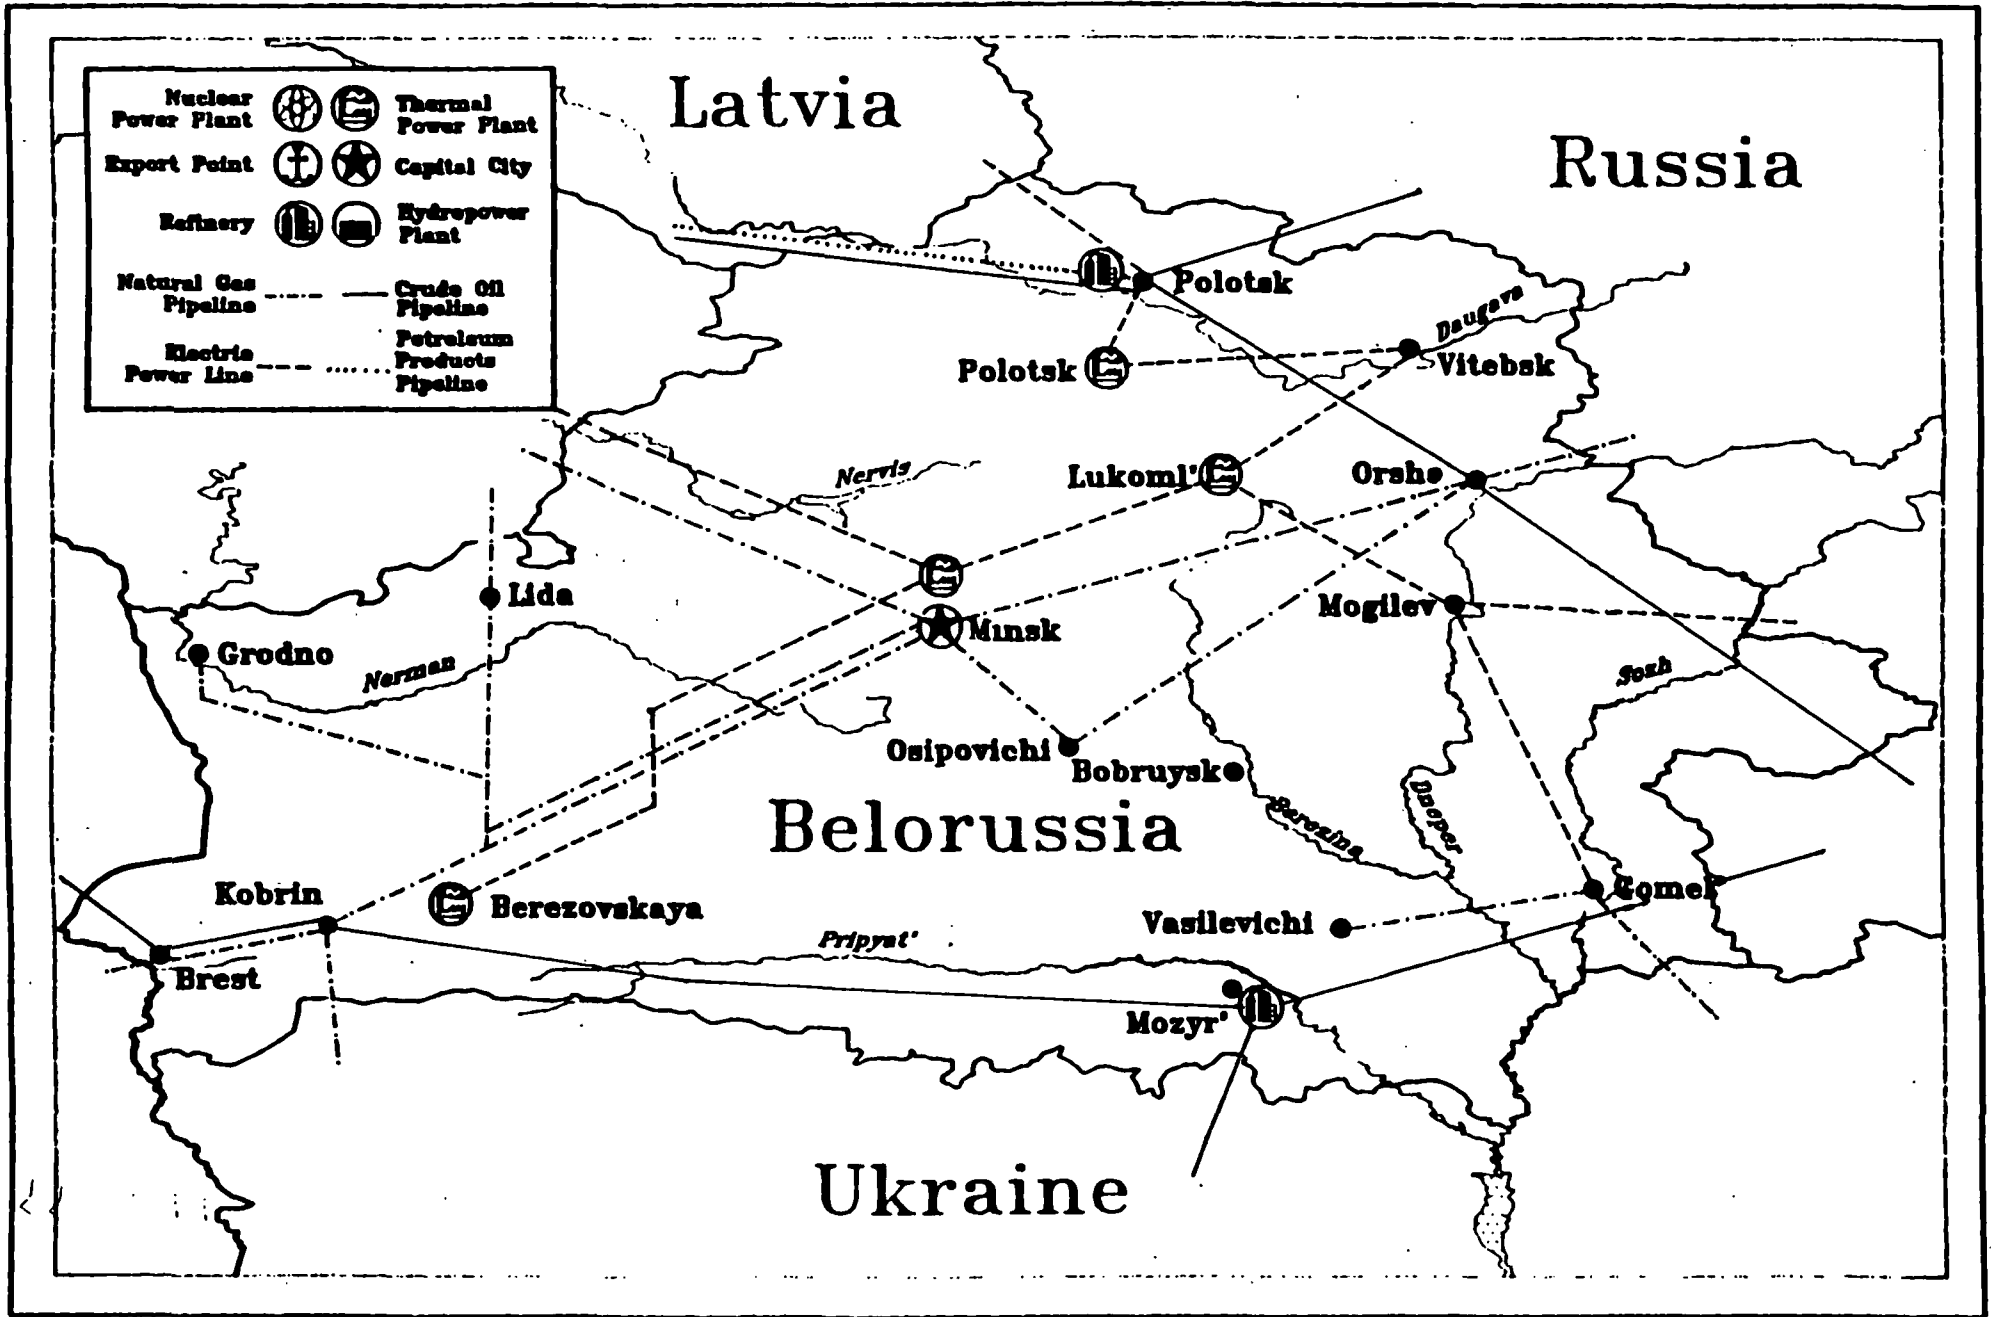 Latvia
Russia
Nuclear
Power Plant
Thermal
Power Plant
Export Point
Capital City
Refinery
Hydropower
Plant
Natural Gas
Pipeline
Crude Oil
Pipeline
Electric
Power Line
Petroleum
Products
Pipeline
Polotsk
Daugava
Polotsk
Vitebsk
Nervis
Lukoml'
Orsha
Lida
Mogilev
Minsk
Grodno
Nerman
Sozh
Osipovichi
Bobruysk
Belorussia
Berezina
Dneper
Kobrin
Berezovskaya
Gomel'
Vasilevichi
Pripyat'
Brest
Mozyr'
Ukraine